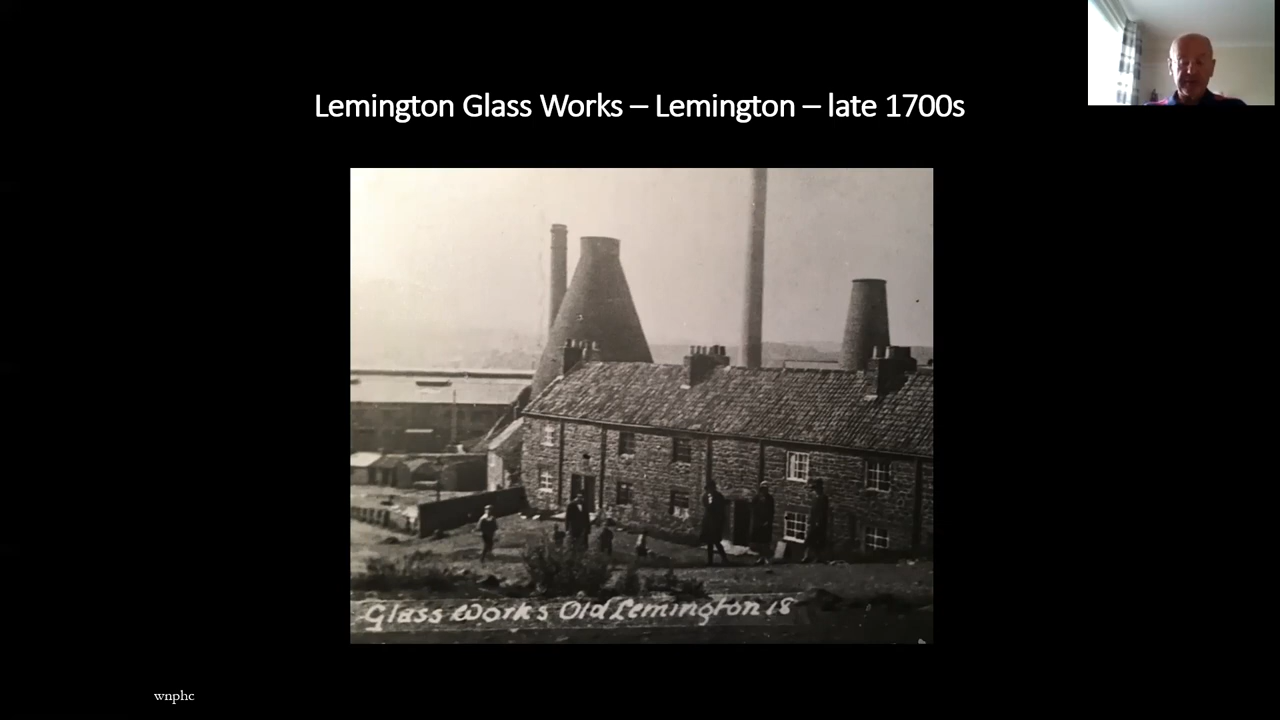 Lemington Glass Works – Lemington – late 1700s
Glass Works Old Lemington 18
wnphc